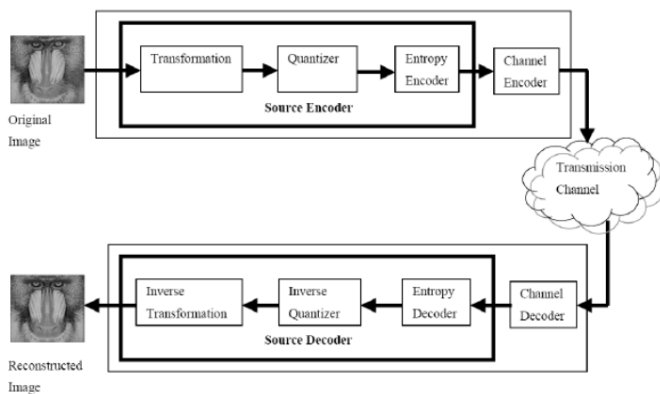 Transformation
Quantizer
Entropy
Encoder
Channel
Encoder
Source Encoder
Original
Image
Transmission
Channel
Inverse
Transformation
Inverse
Quantizer
Entropy
Decoder
Channel
Decoder
Source Decoder
Reconstructed
Image